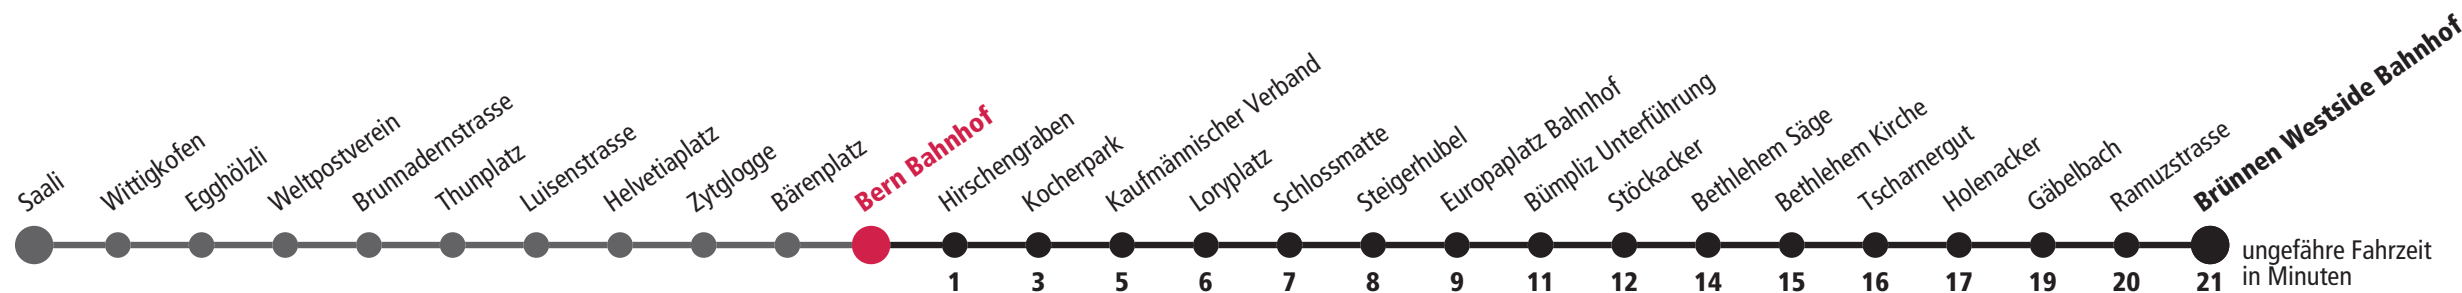 Saali
Wittigkofen
Egghölzli
Weltpostverein
Brunnadernstrasse
Thunplatz
Luisenstrasse
Helvetiaplatz
Zytglogge
Bärenplatz
Bern Bahnhof
Hirschengraben
Kocherpark
Kaufmännischer Verband
Loryplatz
Schlossmatte
Steigerhubel
Europaplatz Bahnhof
Bümpliz Unterführung
Stöckacker
Bethlehem Säge
Bethlehem Kirche
Tscharnergut
Holenacker
Gäbelbach
Ramuzstrasse
Brünnen Westside Bahnhof
1 3 5 6 7 8 9 11 12 14 15 16 17 19 20 21
ungefähre Fahrzeit
in Minuten